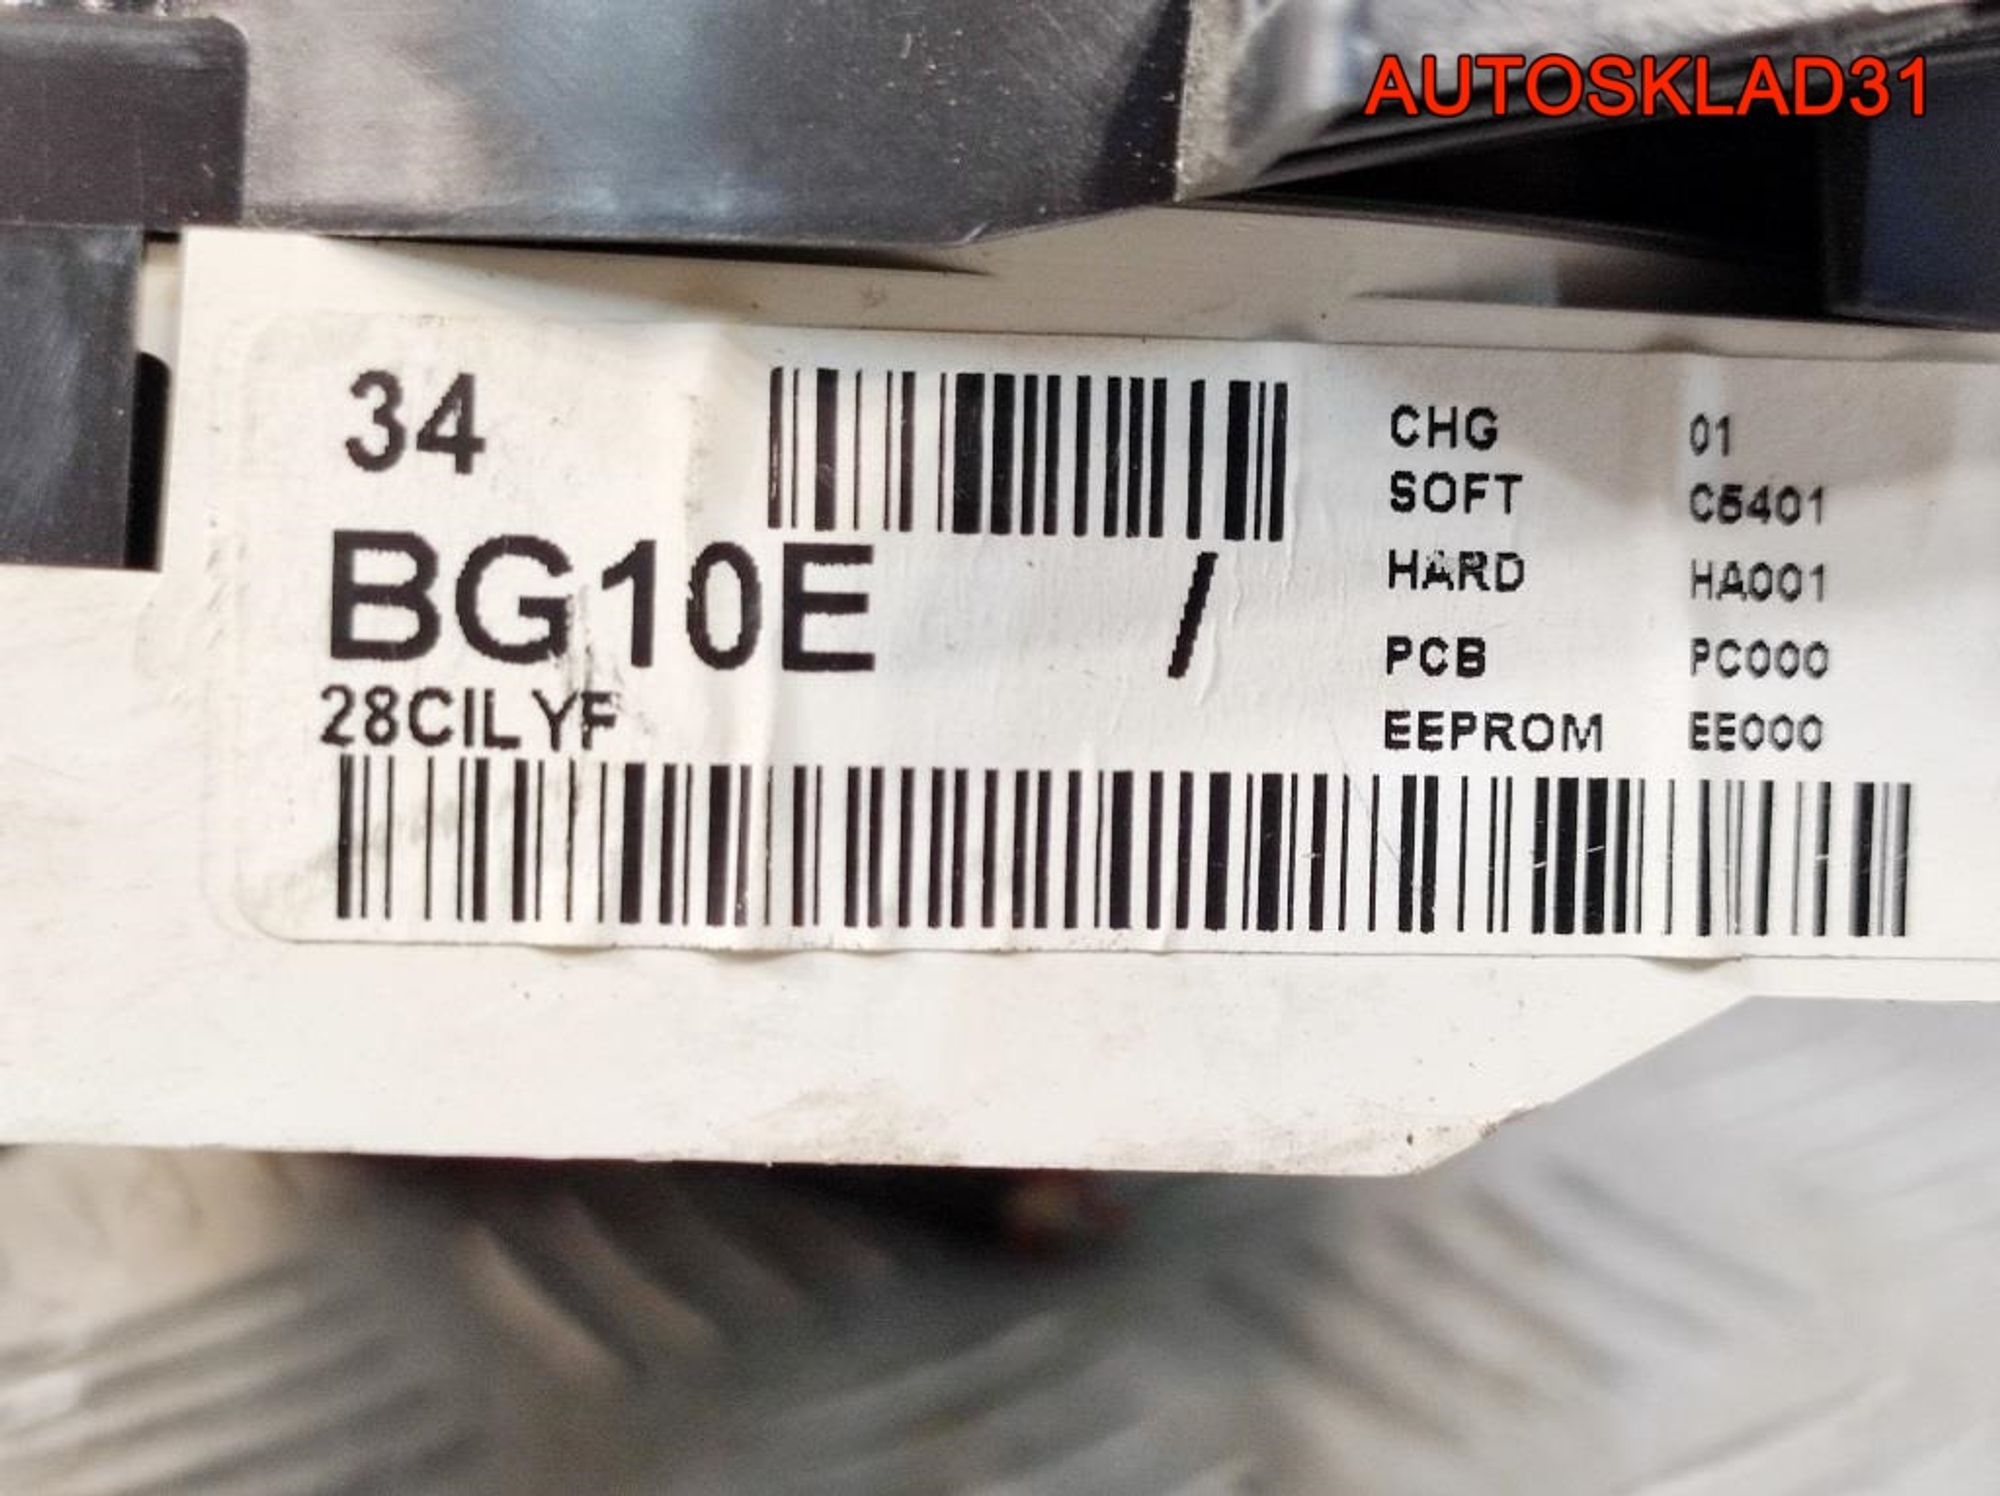 AUTOSKLAD31
34
BG10E /
28CILYF
CHG 01
SOFT C5401
HARD HA001
PCB PC000
EEPROM EE000